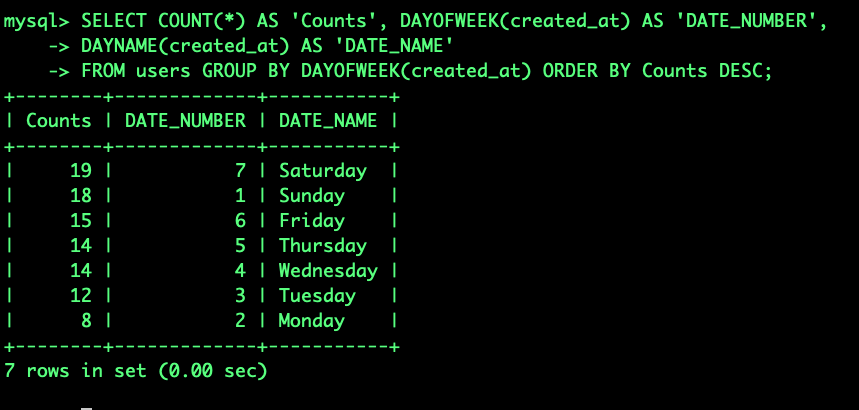 mysql> SELECT COUNT(*) AS 'Counts', DAYOFWEEK(created_at) AS 'DATE_NUMBER',
    -> DAYNAME(created_at) AS 'DATE_NAME'
    -> FROM users GROUP BY DAYOFWEEK(created_at) ORDER BY Counts DESC;
+--------+-------------+-----------+
| Counts | DATE_NUMBER | DATE_NAME |
+--------+-------------+-----------+
|     19 |           7 | Saturday  |
|     18 |           1 | Sunday    |
|     15 |           6 | Friday    |
|     14 |           5 | Thursday  |
|     14 |           4 | Wednesday |
|     12 |           3 | Tuesday   |
|      8 |           2 | Monday    |
+--------+-------------+-----------+
7 rows in set (0.00 sec)